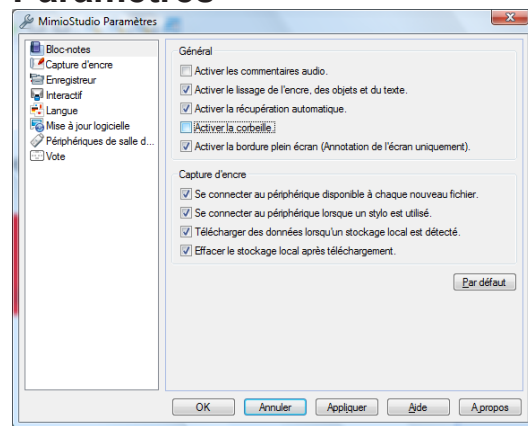 Paramètres
MimioStudio Paramètres
Bloc-notes
Capture d'encre
Enregistreur
Interactif
Langue
Mise à jour logicielle
Périphériques de salle d...
Vote
Général
Activer les commentaires audio.
Activer le lissage de l'encre, des objets et du texte.
Activer la récupération automatique.
Activer la corbeille.
Activer la bordure plein écran (Annotation de l'écran uniquement).
Capture d'encre
Se connecter au périphérique disponible à chaque nouveau fichier.
Se connecter au périphérique lorsque un stylo est utilisé.
Télécharger des données lorsqu'un stockage local est détecté.
Effacer le stockage local après téléchargement.
Par défaut
OK Annuler Appliquer Aide A propos